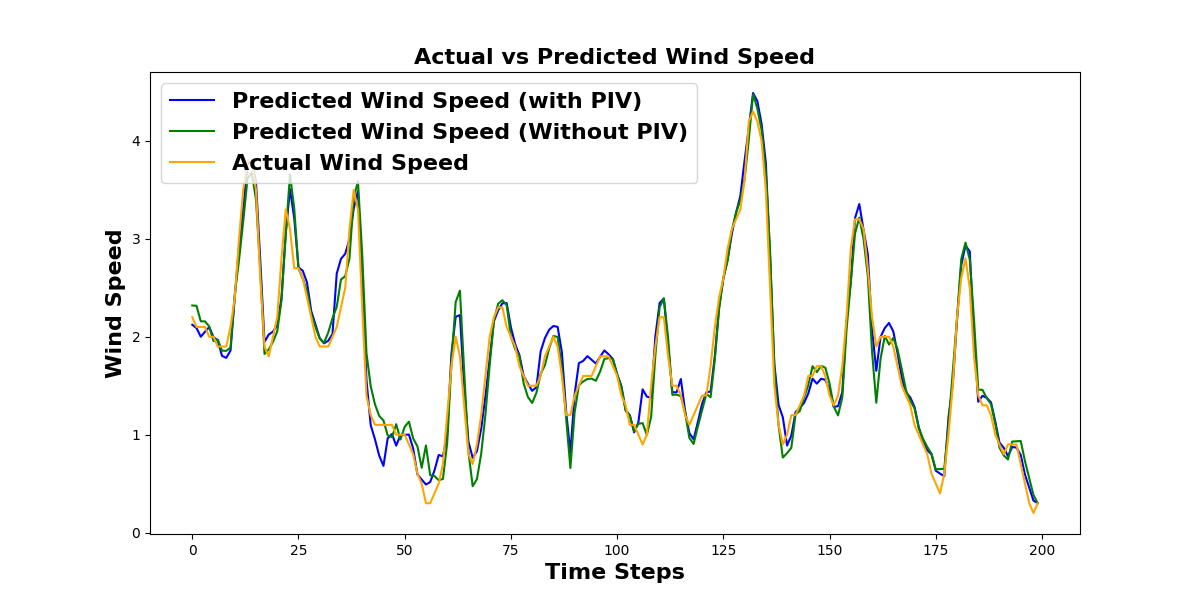 Actual vs Predicted Wind Speed
Predicted Wind Speed (with PIV)
Predicted Wind Speed (Without PIV)
Actual Wind Speed
Wind Speed
4
3
2
1
0
0 25 50 75 100 125 150 175 200
Time Steps